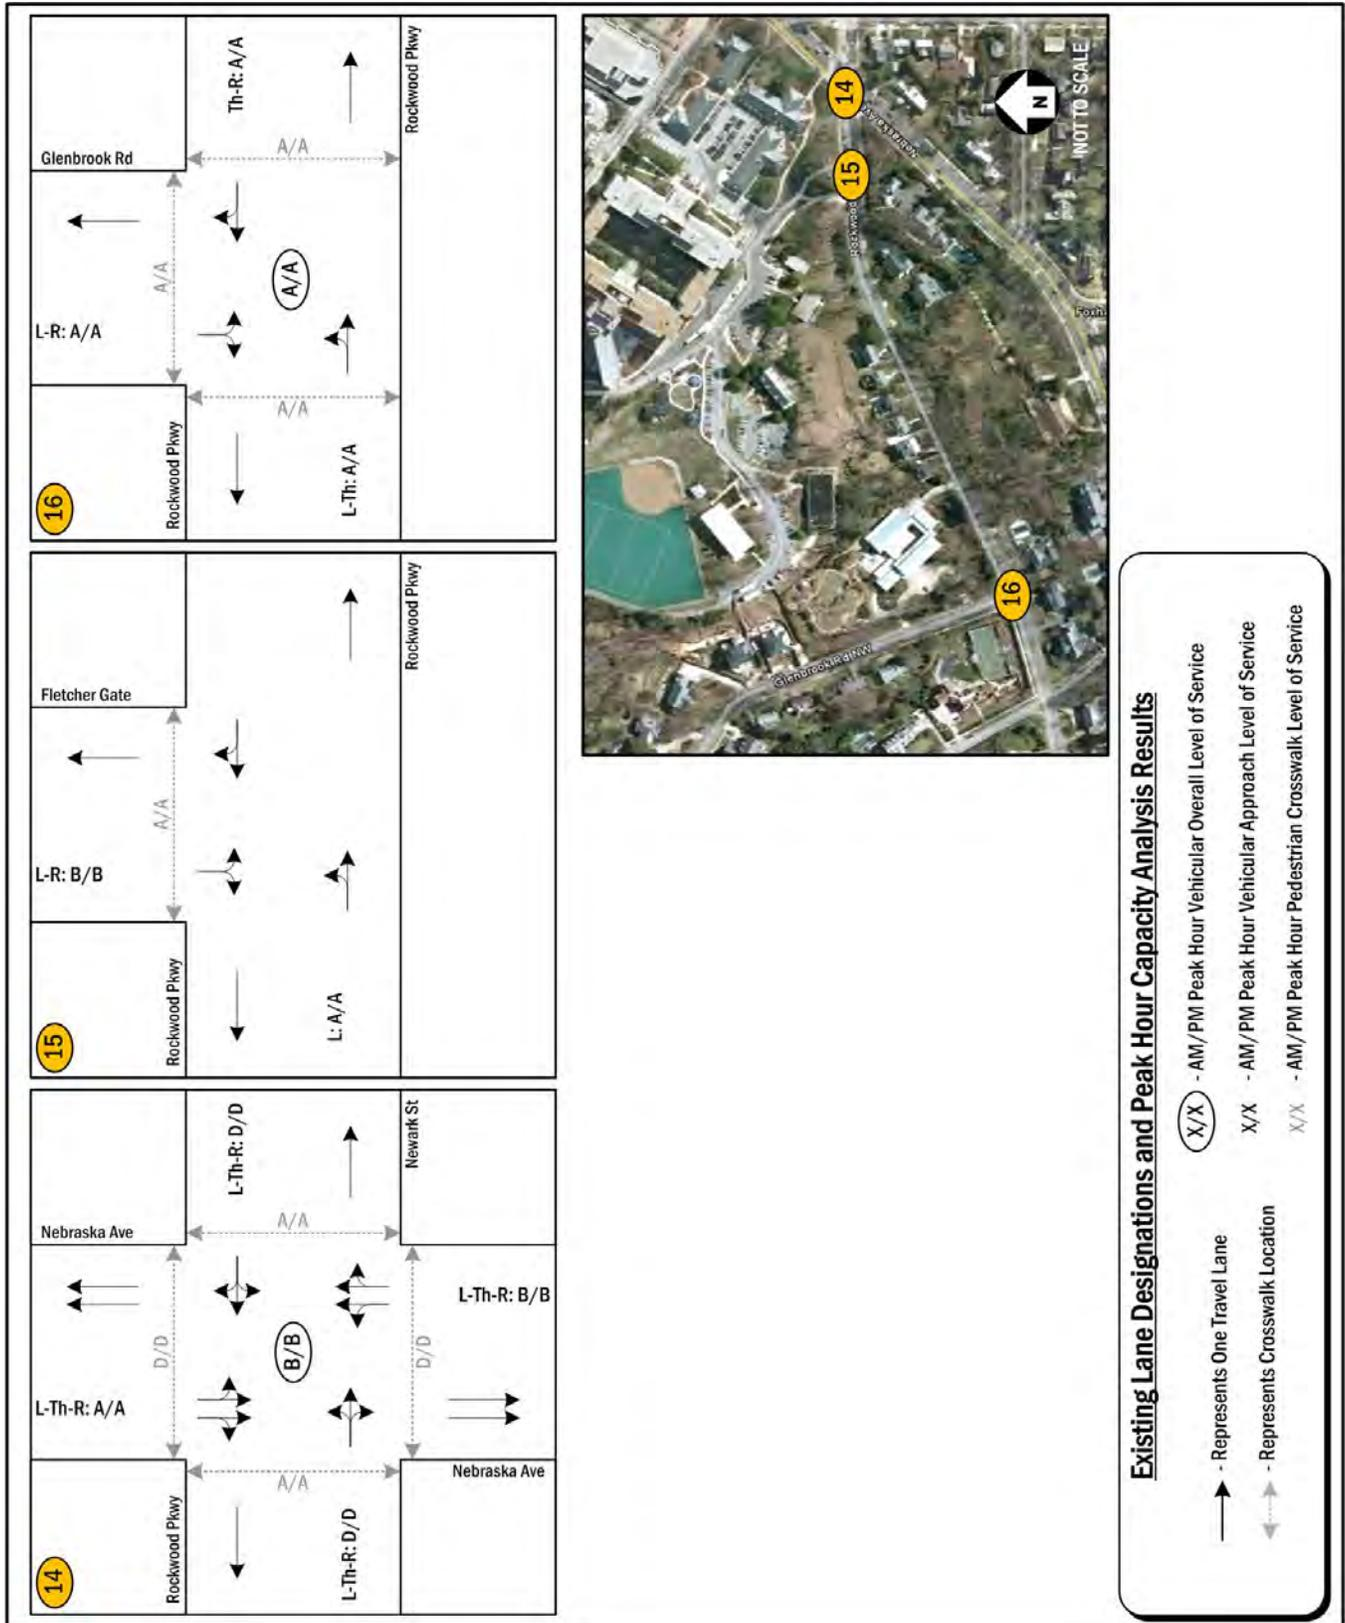 14
Rockwood Pkwy
Nebraska Ave
L-Th-R: A/A
D/D
L-Th-R: D/D
A/A
B/B
A/A
L-Th-R: D/D
D/D
L-Th-R: B/B
Nebraska Ave
Newark St
15
Rockwood Pkwy
Fletcher Gate
L-R: B/B
A/A
L: A/A
Rockwood Pkwy
16
Rockwood Pkwy
Glenbrook Rd
L-R: A/A
A/A
Th-R: A/A
A/A
A/A
A/A
L-Th: A/A
Rockwood Pkwy
14
15
16
Rockwood
Nebraska Ave
Glenbrook Rd NW
Foxh
N
NOT TO SCALE
Existing Lane Designations and Peak Hour Capacity Analysis Results
- Represents One Travel Lane
- Represents Crosswalk Location
X/X - AM/PM Peak Hour Vehicular Overall Level of Service
X/X - AM/PM Peak Hour Vehicular Approach Level of Service
X/X - AM/PM Peak Hour Pedestrian Crosswalk Level of Service